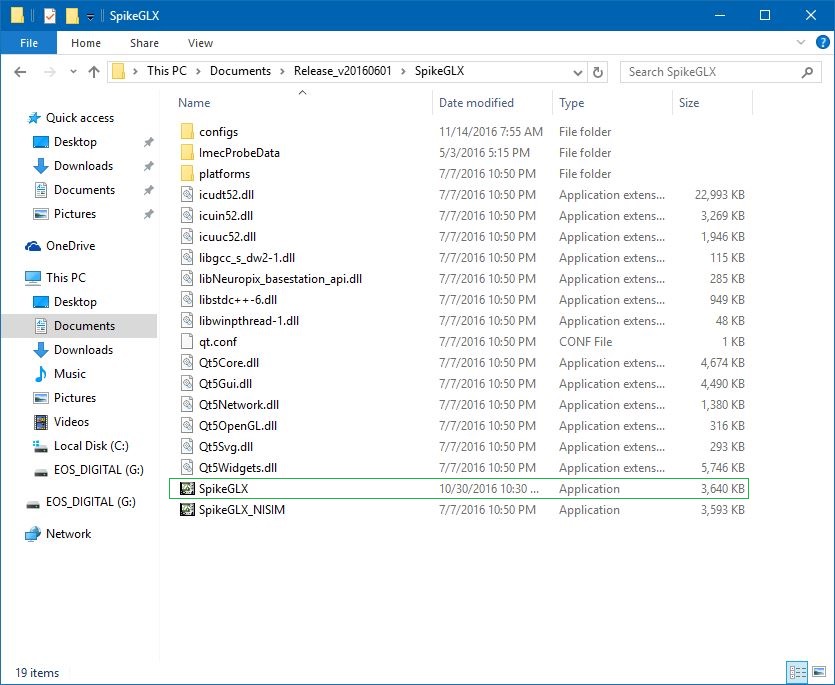 SpikeGLX
File Home Share View
This PC Documents Release_v20160601 SpikeGLX Search SpikeGLX
Name Date modified Type Size
Quick access
Desktop
Downloads
Documents
Pictures
OneDrive
This PC
Desktop
Documents
Downloads
Music
Pictures
Videos
Local Disk (C:)
EOS_DIGITAL (G:)
EOS_DIGITAL (G:)
Network
configs 11/14/2016 7:55 AM File folder
ImecProbeData 5/3/2016 5:15 PM File folder
platforms 7/7/2016 10:50 PM File folder
icudt52.dll 7/7/2016 10:50 PM Application extens... 22,993 KB
icuin52.dll 7/7/2016 10:50 PM Application extens... 3,269 KB
icuuc52.dll 7/7/2016 10:50 PM Application extens... 1,946 KB
libgcc_s_dw2-1.dll 7/7/2016 10:50 PM Application extens... 115 KB
libNeuropix_basestation_api.dll 7/7/2016 10:50 PM Application extens... 285 KB
libstdc++-6.dll 7/7/2016 10:50 PM Application extens... 949 KB
libwinpthread-1.dll 7/7/2016 10:50 PM Application extens... 48 KB
qt.conf 7/7/2016 10:50 PM CONF File 1 KB
Qt5Core.dll 7/7/2016 10:50 PM Application extens... 4,674 KB
Qt5Gui.dll 7/7/2016 10:50 PM Application extens... 4,490 KB
Qt5Network.dll 7/7/2016 10:50 PM Application extens... 1,380 KB
Qt5OpenGL.dll 7/7/2016 10:50 PM Application extens... 316 KB
Qt5Svg.dll 7/7/2016 10:50 PM Application extens... 293 KB
Qt5Widgets.dll 7/7/2016 10:50 PM Application extens... 5,746 KB
SpikeGLX 10/30/2016 10:30 ... Application 3,640 KB
SpikeGLX_NISIM 7/7/2016 10:50 PM Application 3,593 KB
19 items